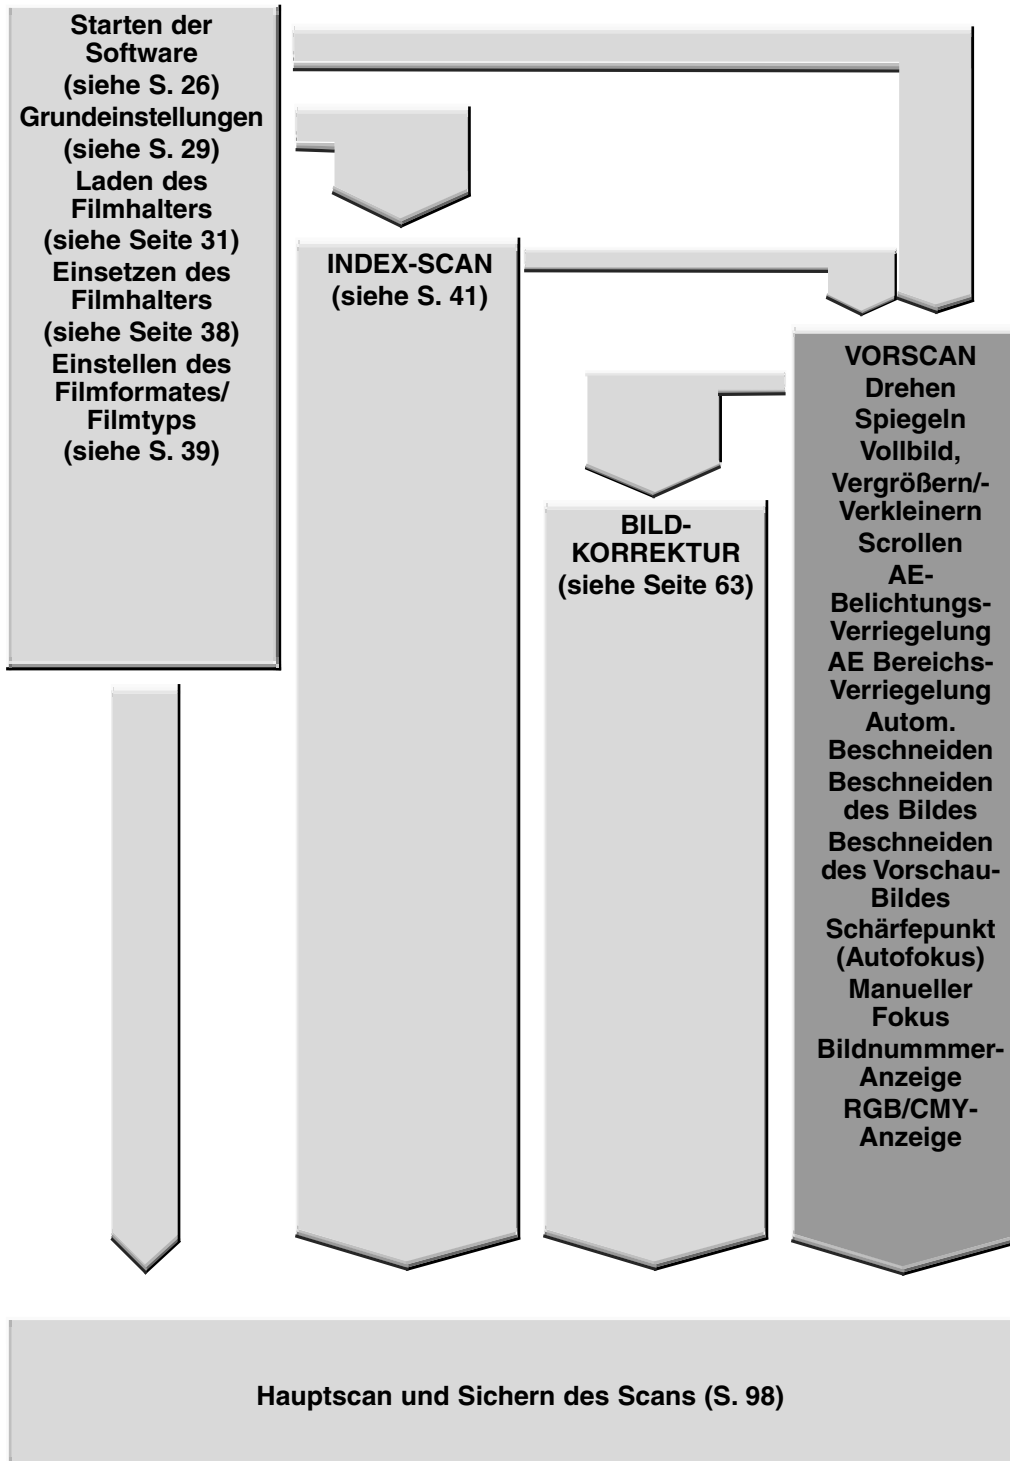 Starten der
Software
(siehe S. 26)
Grundeinstellungen
(siehe S. 29)
Laden des
Filmhalters
(siehe Seite 31)
Einsetzen des
Filmhalters
(siehe Seite 38)
Einstellen des
Filmformates/
Filmtyps
(siehe S. 39)
INDEX-SCAN
(siehe S. 41)
BILD-
KORREKTUR
(siehe Seite 63)
VORSCAN
Drehen
Spiegeln
Vollbild,
Vergrößern/-
Verkleinern
Scrollen
AE-
Belichtungs-
Verriegelung
AE Bereichs-
Verriegelung
Autom.
Beschneiden
Beschneiden
des Bildes
Beschneiden
des Vorschau-
Bildes
Schärfepunkt
(Autofokus)
Manueller
Fokus
Bildnummmer-
Anzeige
RGB/CMY-
Anzeige
Hauptscan und Sichern des Scans (S. 98)